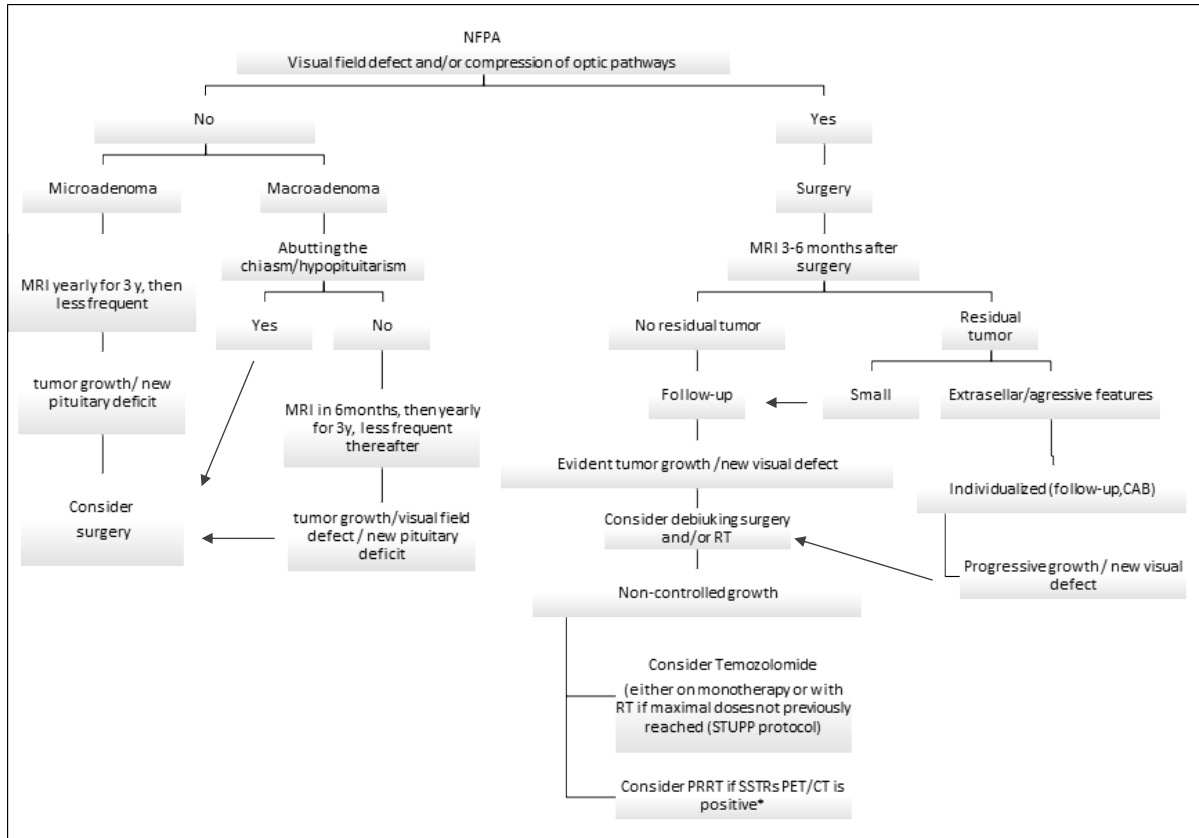 NFPA
Visual field defect and/or compression of optic pathways
No
Yes
Microadenoma
Macroadenoma
Surgery
Abutting the
chiasm/hypopituitarism
MRI 3-6 months after
surgery
MRI yearly for 3 y, then
less frequent
Yes
No
No residual tumor
Residual
tumor
tumor growth/ new
pituitary deficit
MRI in 6months, then yearly
for 3y, less frequent
thereafter
Follow-up
Small
Extrasellar/agressive features
Evident tumor growth /new visual defect
Individualized (follow-up,CAB)
Consider
surgery
tumor growth/visual field
defect / new pituitary
deficit
Consider debiuking surgery
and/or RT
Progressive growth / new visual
defect
Non-controlled growth
Consider Temozolomide
(either on monotherapy or with
RT if maximal doses not previously
reached (STUPP protocol)
Consider PRRT if SSTRs PET/CT is
positive*